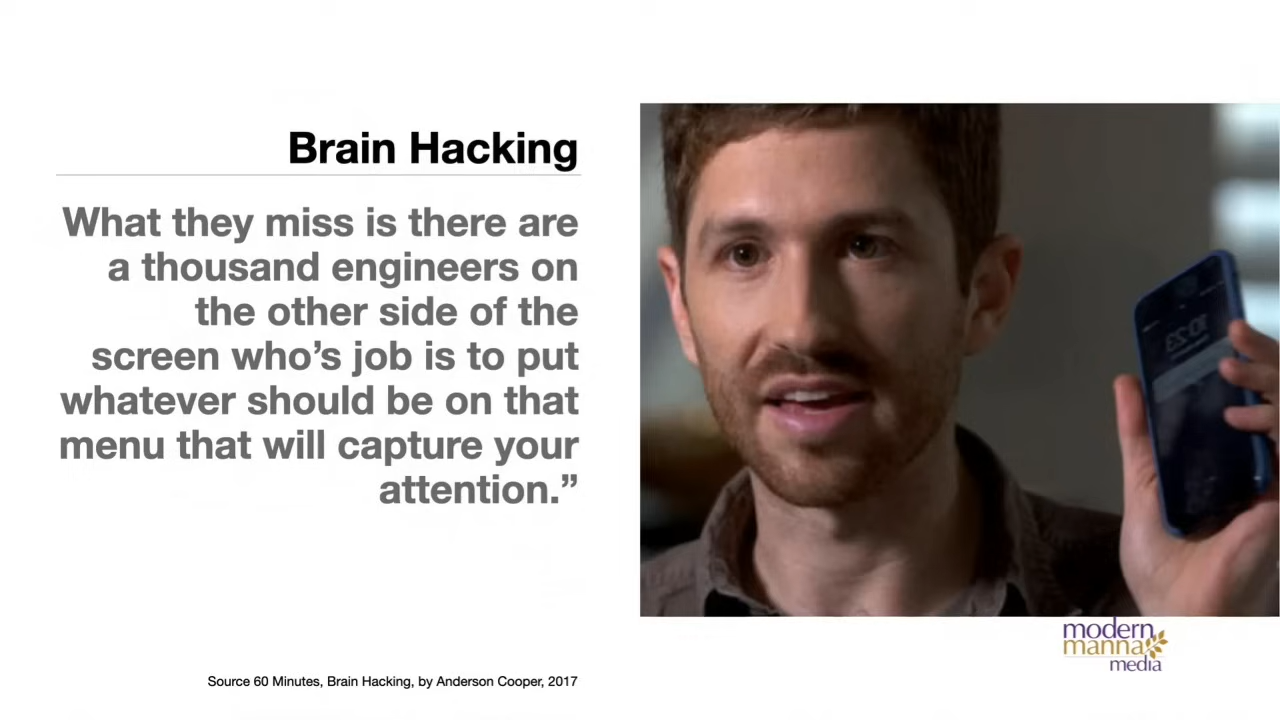 Brain Hacking
What they miss is there are
a thousand engineers on
the other side of the
screen who’s job is to put
whatever should be on that
menu that will capture your
attention.”
10:23
modern
manna
media
Source 60 Minutes, Brain Hacking, by Anderson Cooper, 2017